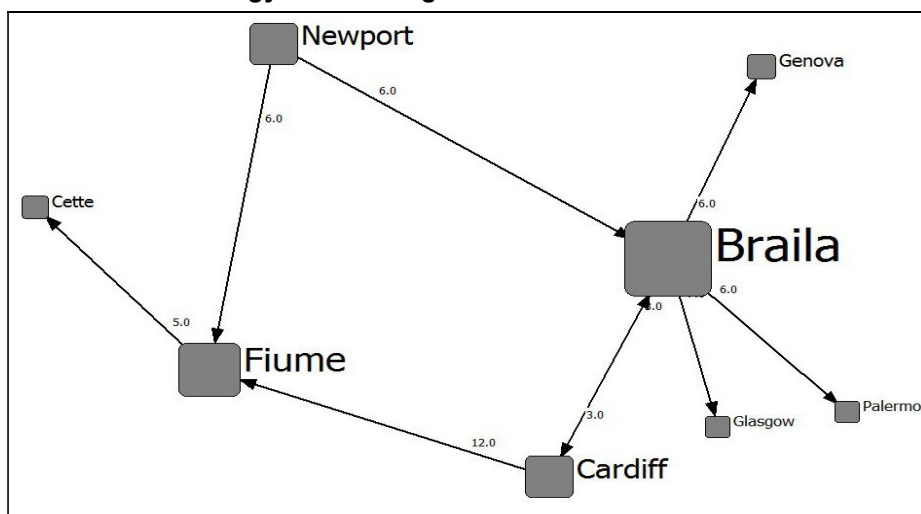 Newport
Genova
6.0
6.0
Cette
6.0
Braila
6.0
5.0
Fiume
3.0
Glasgow
Palermo
12.0
Cardiff